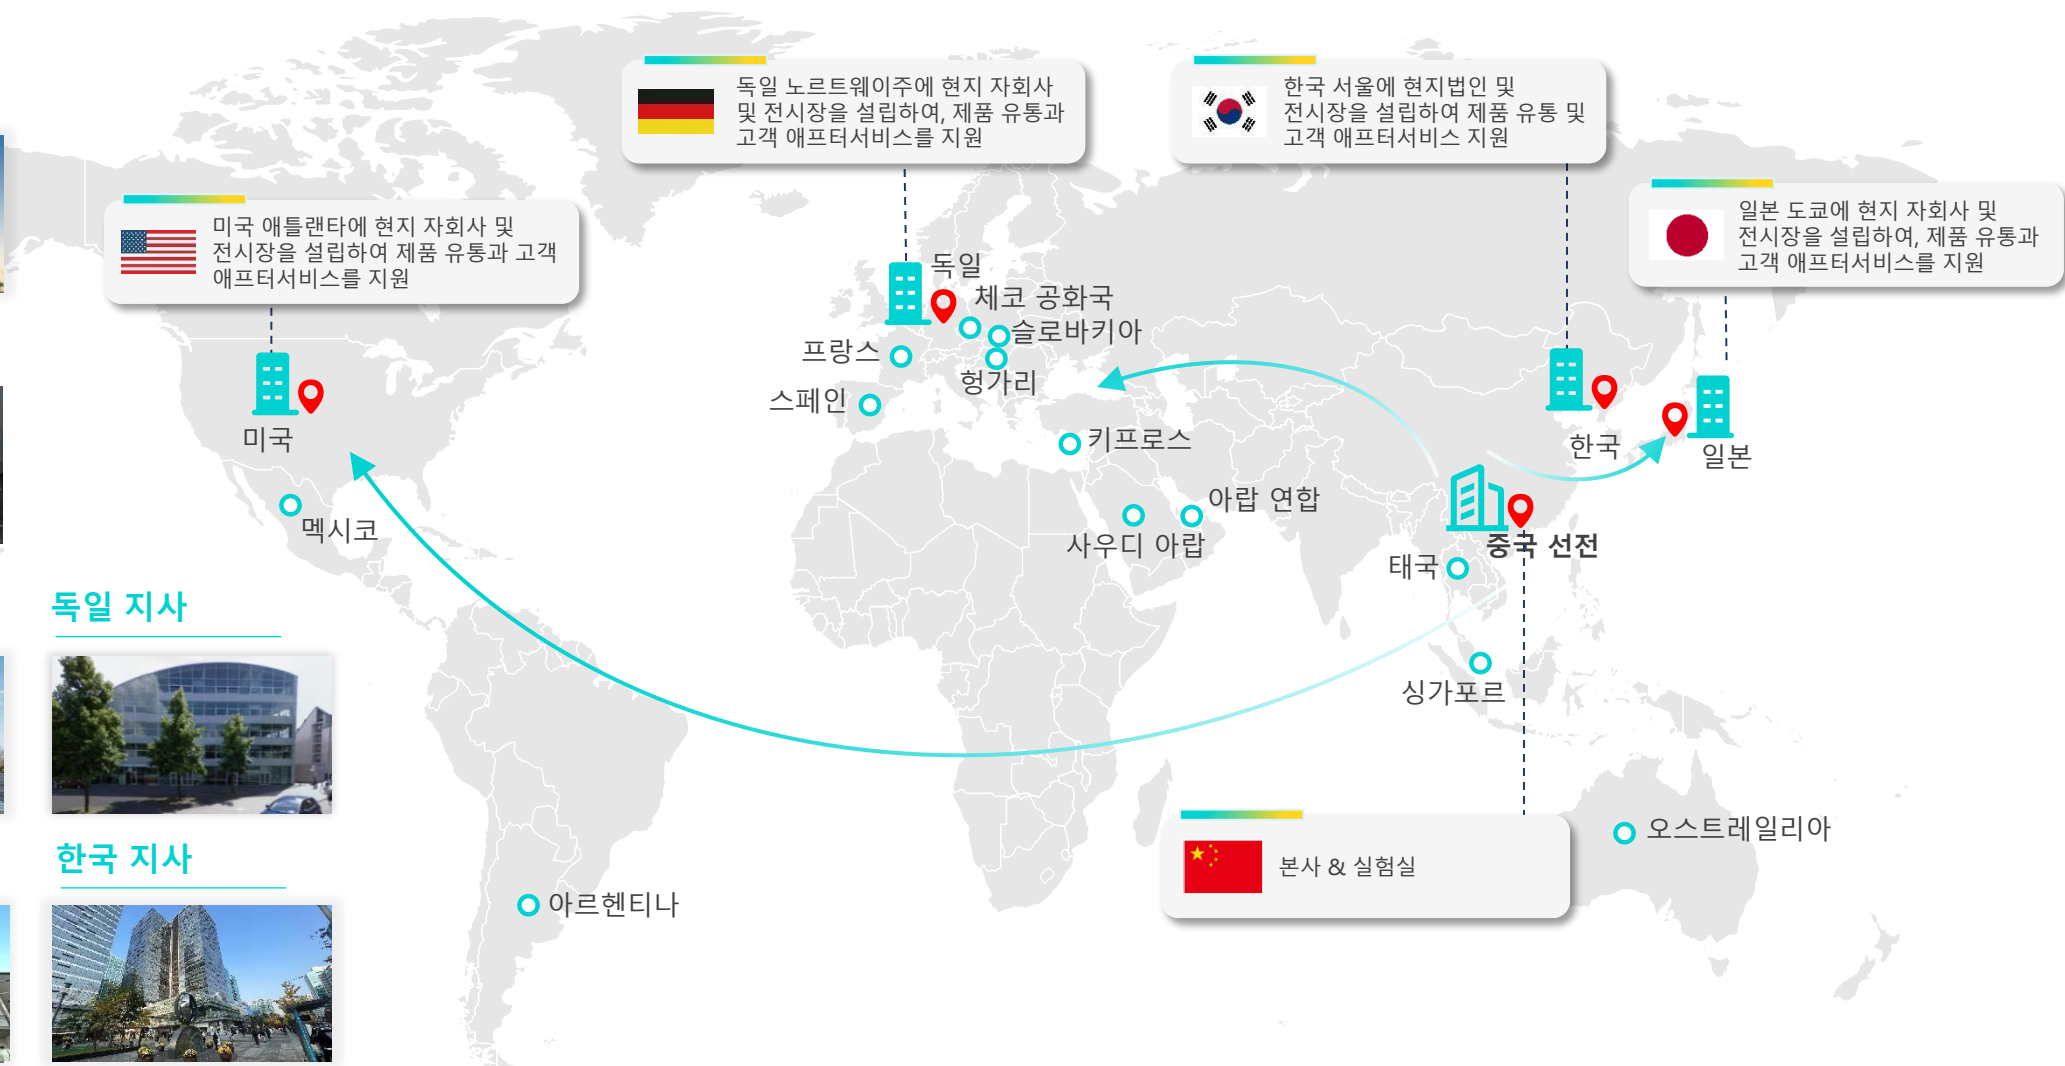 독일 노르트웨이주에 현지 자회사
및 전시장을 설립하여, 제품 유통과
고객 애프터서비스를 지원
한국 서울에 현지법인 및
전시장을 설립하여 제품 유통 및
고객 애프터서비스 지원
미국 애틀랜타에 현지 자회사 및
전시장을 설립하여 제품 유통과 고객
애프터서비스를 지원
일본 도쿄에 현지 자회사 및
전시장을 설립하여, 제품 유통과
고객 애프터서비스를 지원
독일
체코 공화국
슬로바키아
프랑스
헝가리
스페인
미국
키프로스
한국
일본
멕시코
아랍 연합
사우디 아랍
중국 선전
태국
독일 지사
싱가포르
오스트레일리아
한국 지사
본사 & 실험실
아르헨티나